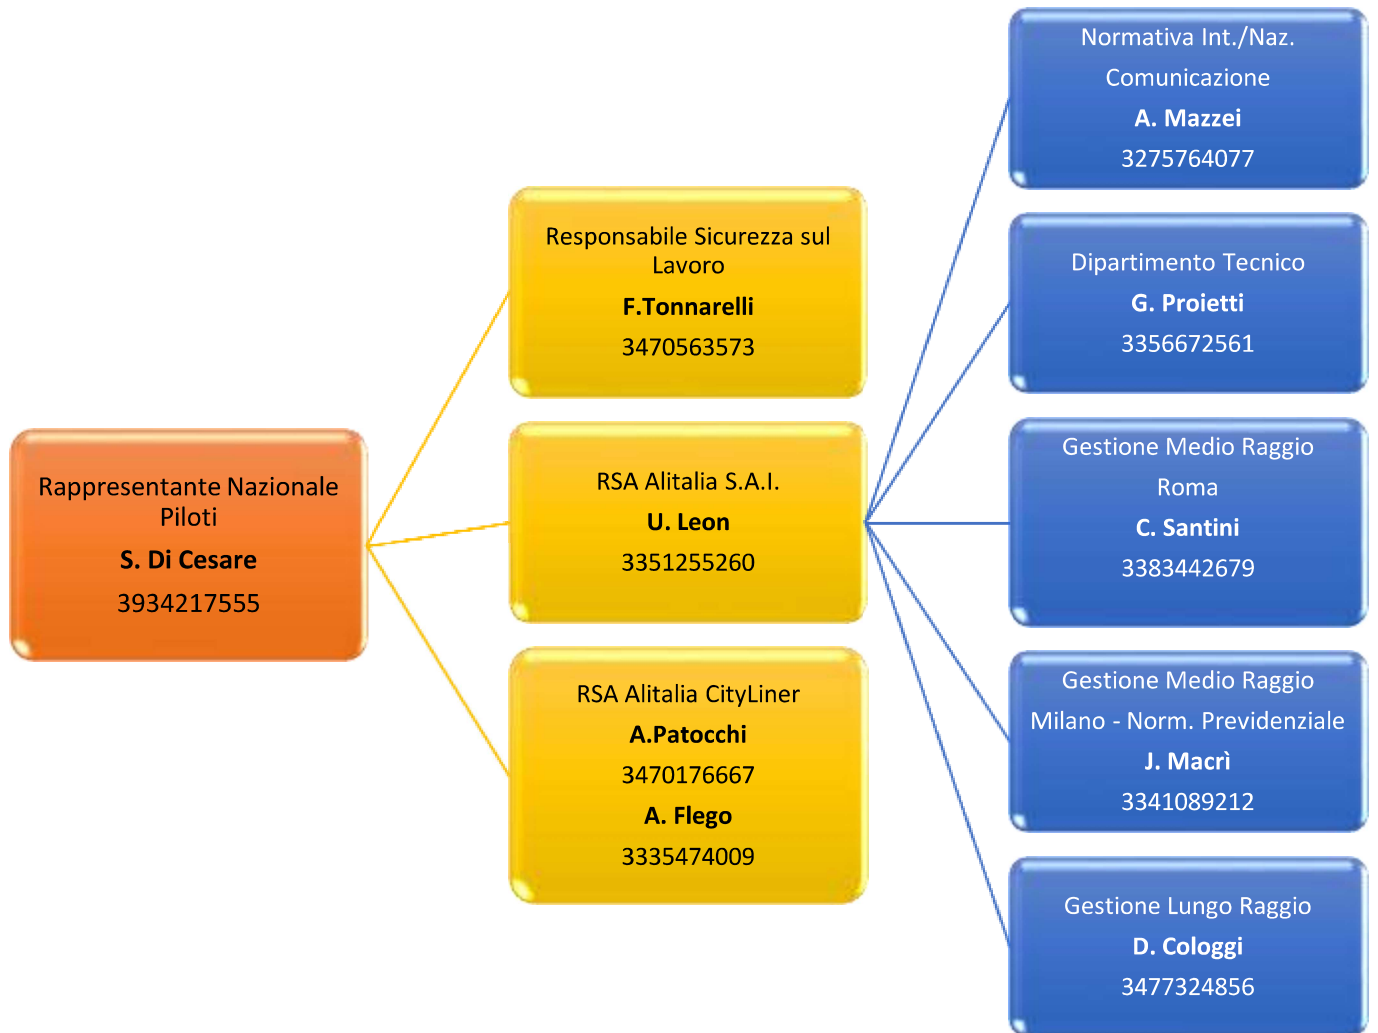 Rappresentante Nazionale
Piloti
S. Di Cesare
3934217555
Responsabile Sicurezza sul
Lavoro
F.Tonnarelli
3470563573
RSA Alitalia S.A.I.
U. Leon
3351255260
RSA Alitalia CityLiner
A.Patocchi
3470176667
A. Flego
3335474009
Normativa Int./Naz.
Comunicazione
A. Mazzei
3275764077
Dipartimento Tecnico
G. Proietti
3356672561
Gestione Medio Raggio
Roma
C. Santini
3383442679
Gestione Medio Raggio
Milano - Norm. Previdenziale
J. Macrì
3341089212
Gestione Lungo Raggio
D. Cologgi
3477324856